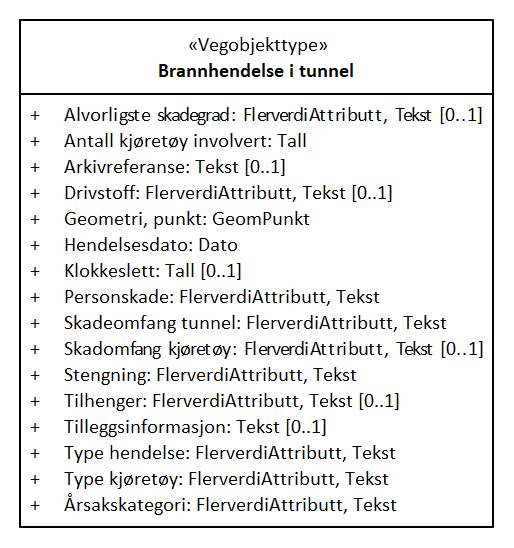 «Vegobjekttype»
Brannhendelse i tunnel
+ Alvorligste skadegrad: FlerverdiAttributt, Tekst [0..1]
+ Antall kjøretøy involvert: Tall
+ Arkivreferanse: Tekst [0..1]
+ Drivstoff: FlerverdiAttributt, Tekst [0..1]
+ Geometri, punkt: GeomPunkt
+ Hendelsesdato: Dato
+ Klokkeslett: Tall [0..1]
+ Personskade: FlerverdiAttributt, Tekst
+ Skadeomfang tunnel: FlerverdiAttributt, Tekst
+ Skadomfang kjøretøy: FlerverdiAttributt, Tekst [0..1]
+ Stengning: FlerverdiAttributt, Tekst
+ Tilhenger: FlerverdiAttributt, Tekst [0..1]
+ Tilleggsinformasjon: Tekst [0..1]
+ Type hendelse: FlerverdiAttributt, Tekst
+ Type kjøretøy: FlerverdiAttributt, Tekst
+ Årsakskategori: FlerverdiAttributt, Tekst